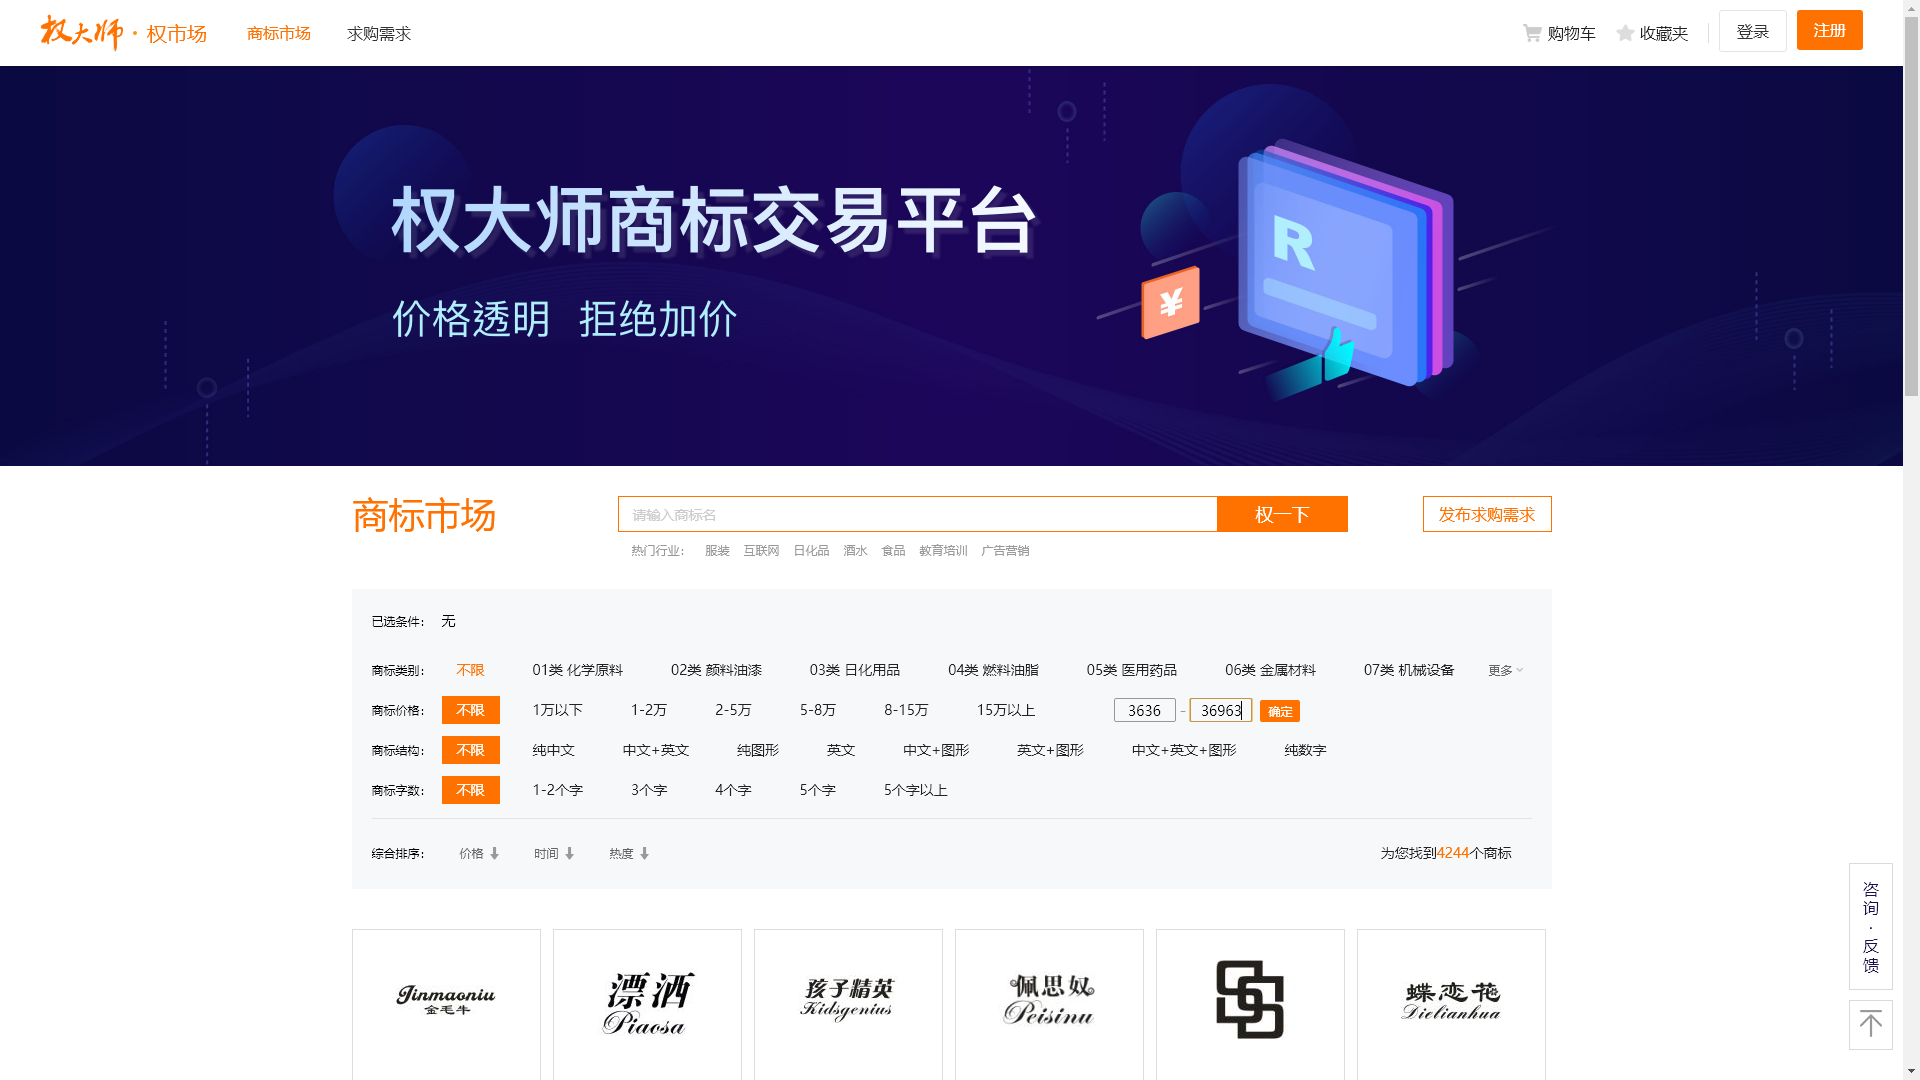 权大师·权市场 商标市场 求购需求 购物车 收藏夹 登录 注册
权大师商标交易平台
价格透明 拒绝加价
R
¥
商标市场 请输入商标名 权一下 发布求购需求
热门行业: 服装 互联网 日化品 酒水 食品 教育培训 广告营销
已选条件: 无
商标类别: 不限 01类 化学原料 02类 颜料油漆 03类 日化用品 04类 燃料油脂 05类 医用药品 06类 金属材料 07类 机械设备 更多
商标价格: 不限 1万以下 1-2万 2-5万 5-8万 8-15万 15万以上 3636 - 36963 确定
商标结构: 不限 纯中文 中文+英文 纯图形 英文 中文+图形 英文+图形 中文+英文+图形 纯数字
商标字数: 不限 1-2个字 3个字 4个字 5个字 5个字以上
综合排序: 价格 时间 热度 为您找到4244个商标
咨询·反馈
Jinmaoniu
金毛牛
漂洒
Piaosa
孩子精英
Kidsgenius
佩思奴
Peisinu
蝶恋花
Dielianhua